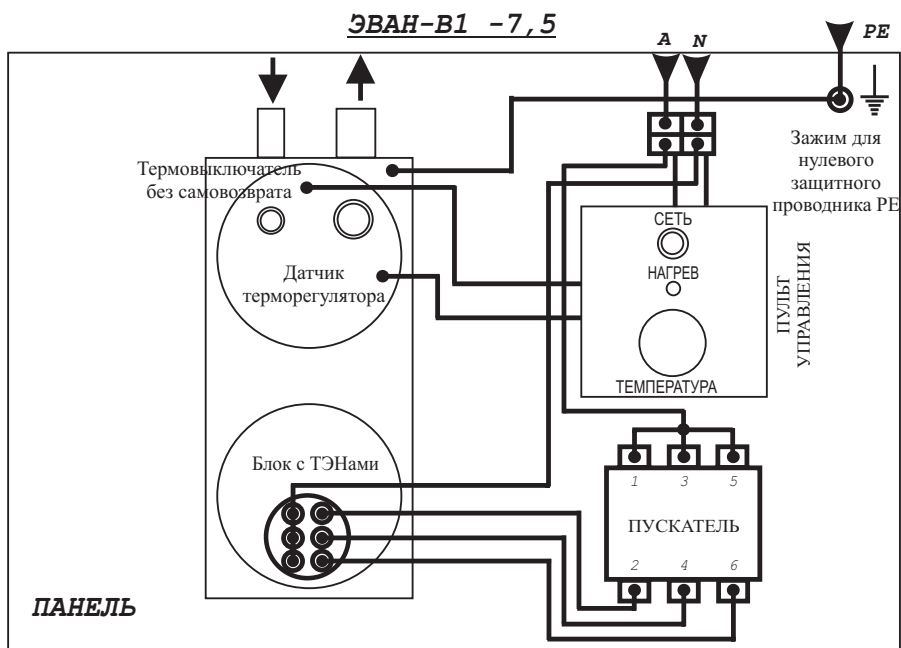 ЭВАН-В1 -7,5
A N
PE
Зажим для
нулевого
защитного
проводника PE
Термовыключатель
без самовозврата
Датчик
терморегулятора
СЕТЬ
НАГРЕВ
ТЕМПЕРАТУРА
ПУЛЬТ
УПРАВЛЕНИЯ
Блок с ТЭНами
1 3 5
ПУСКАТЕЛЬ
2 4 6
ПАНЕЛЬ